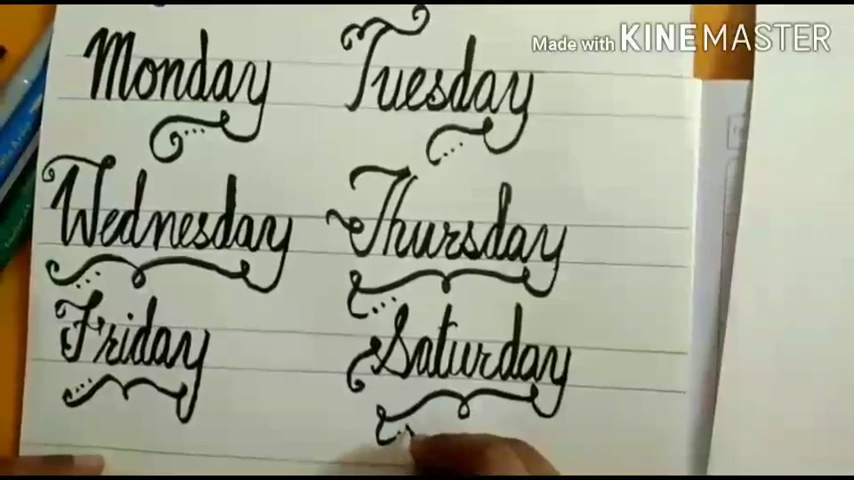 Made with KINEMASTER
Monday Tuesday
Wednesday Thursday
Friday Saturday